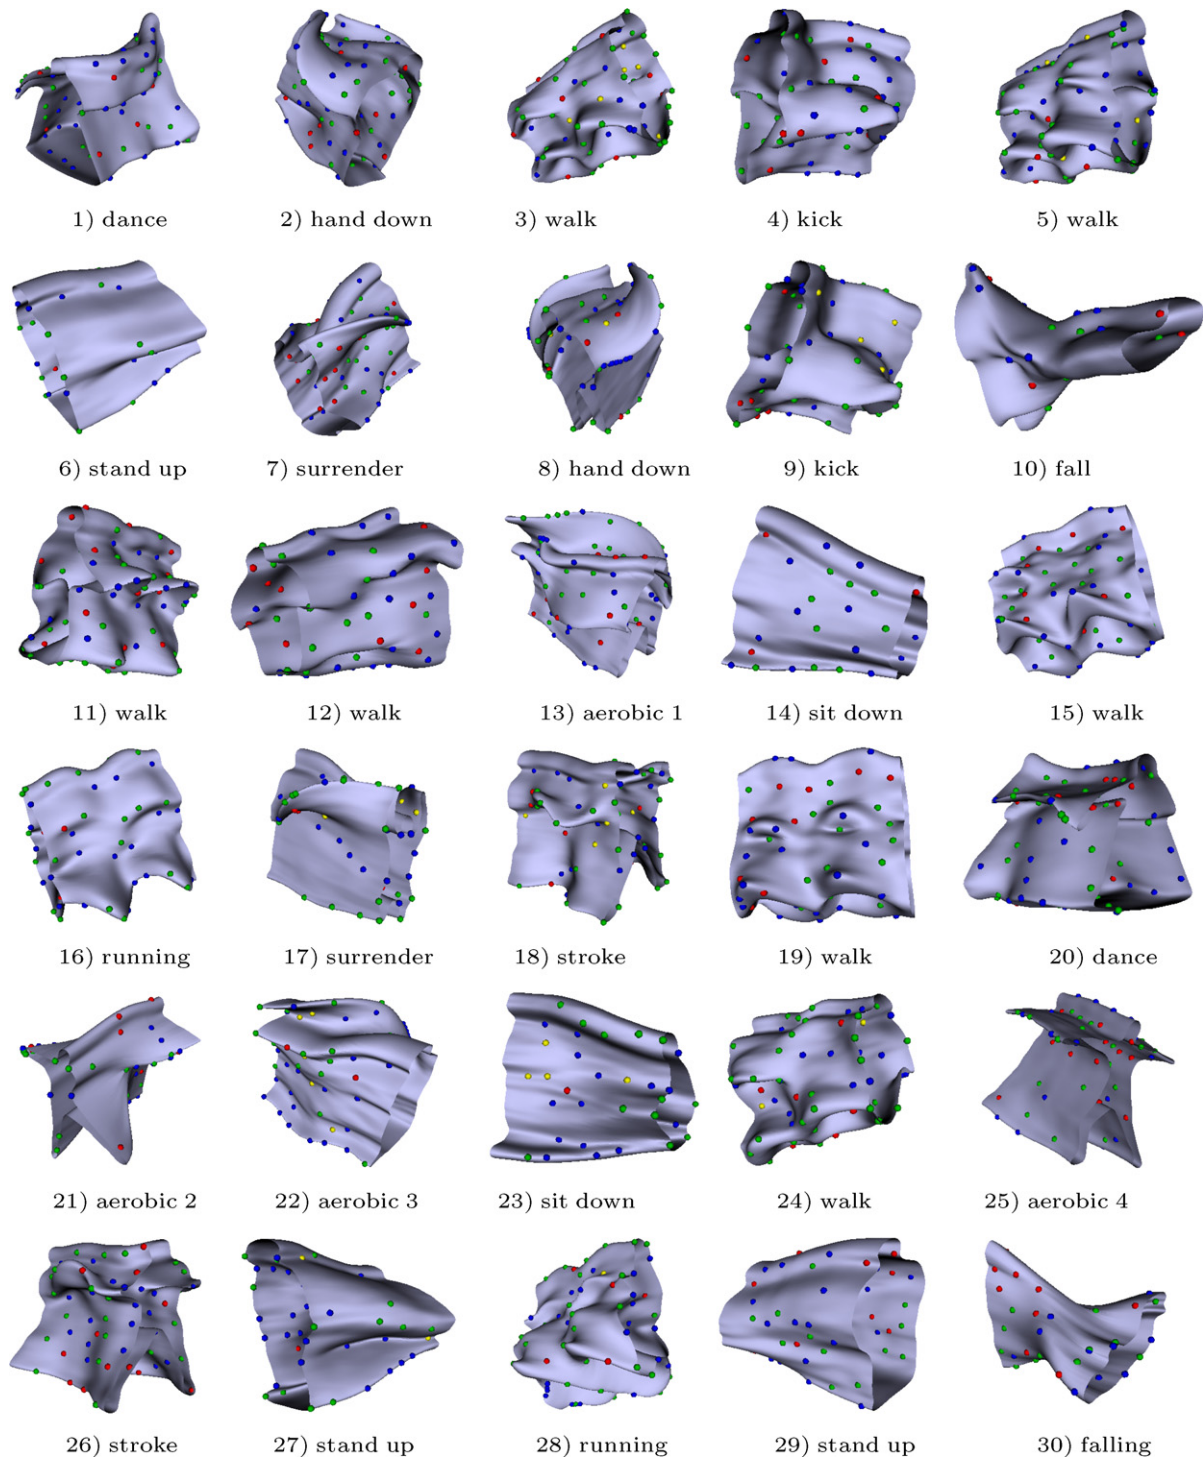 1) dance
2) hand down
3) walk
4) kick
5) walk
6) stand up
7) surrender
8) hand down
9) kick
10) fall
11) walk
12) walk
13) aerobic 1
14) sit down
15) walk
16) running
17) surrender
18) stroke
19) walk
20) dance
21) aerobic 2
22) aerobic 3
23) sit down
24) walk
25) aerobic 4
26) stroke
27) stand up
28) running
29) stand up
30) falling